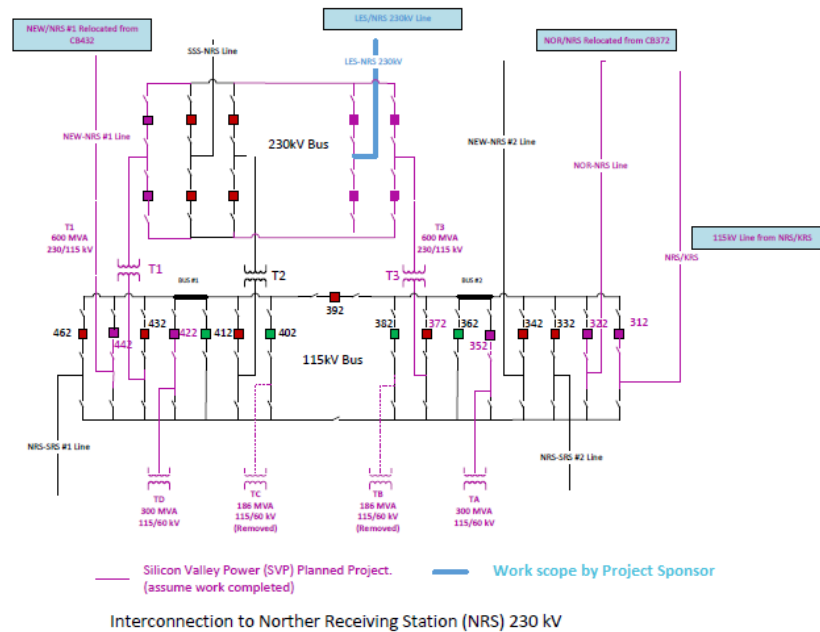 NEW/NRS #1 Relocated from
CB432
LES/NRS 230kV Line
NOR/NRS Relocated from CB372
SSS-NRS Line
LES-NRS 230kV
NEW-NRS #1 Line
230kV Bus
NEW-NRS #2 Line
NOR-NRS Line
115kV Line from NRS/KRS
NRS/KRS
T1
600 MVA
230/115 kV
T3
600 MVA
230/115 kV
T1
T2
T3
BUS #1
BUS #2
392
462
442
432
422
412
402
382
372
362
352
342
332
322
312
115kV Bus
NRS-SRS #1 Line
NRS-SRS #2 Line
TD
300 MVA
115/60 kV
TC
186 MVA
115/60 kV
(Removed)
TB
186 MVA
115/60 kV
(Removed)
TA
300 MVA
115/60 kV
Silicon Valley Power (SVP) Planned Project.
(assume work completed)
Work scope by Project Sponsor
Interconnection to Norther Receiving Station (NRS) 230 kV